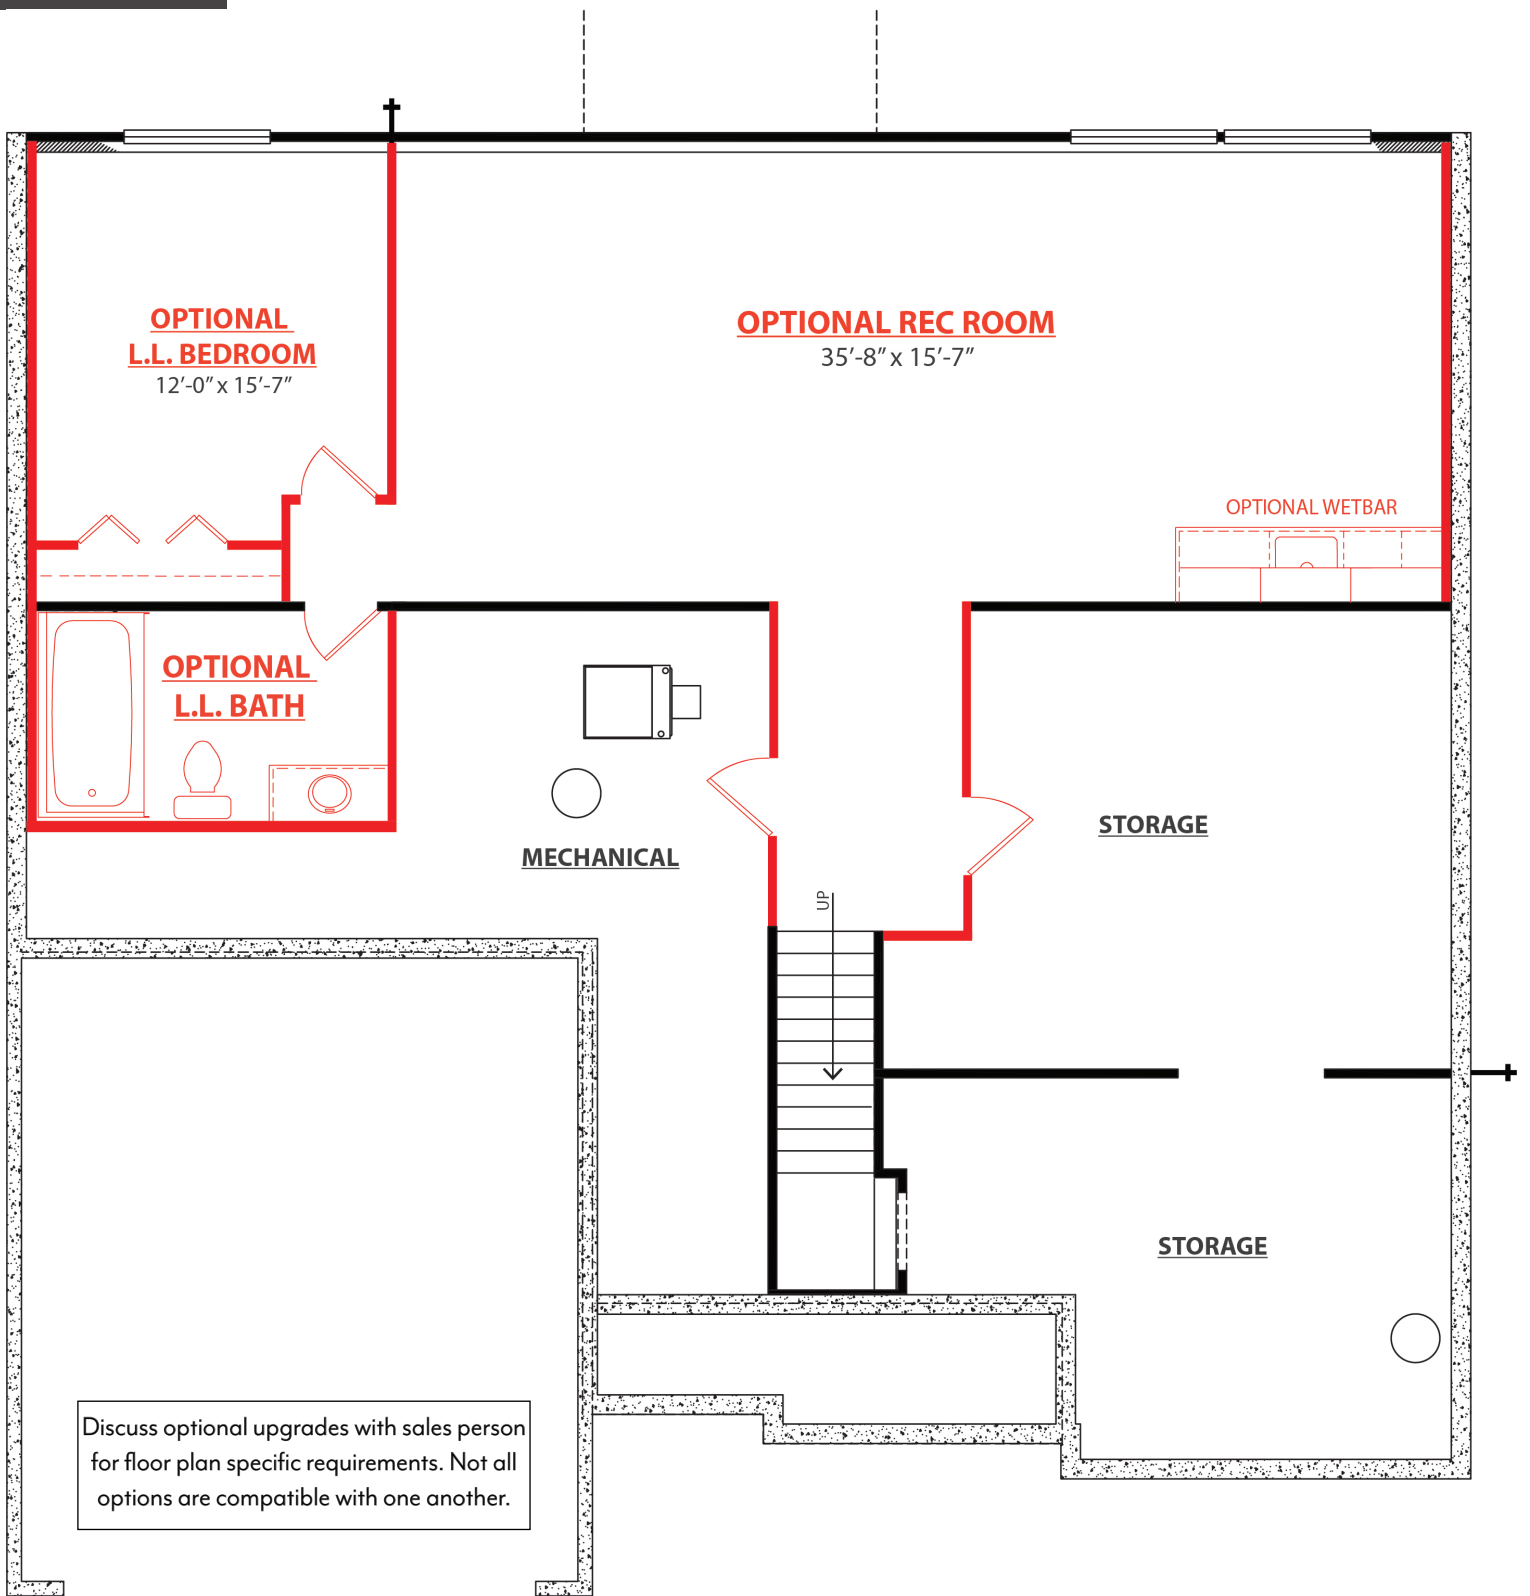 OPTIONAL
L.L. BEDROOM
12’-0” x 15’-7”
OPTIONAL REC ROOM
35’-8” x 15’-7”
OPTIONAL WETBAR
OPTIONAL
L.L. BATH
MECHANICAL
STORAGE
UP
STORAGE
Discuss optional upgrades with sales person
for floor plan specific requirements. Not all
options are compatible with one another.